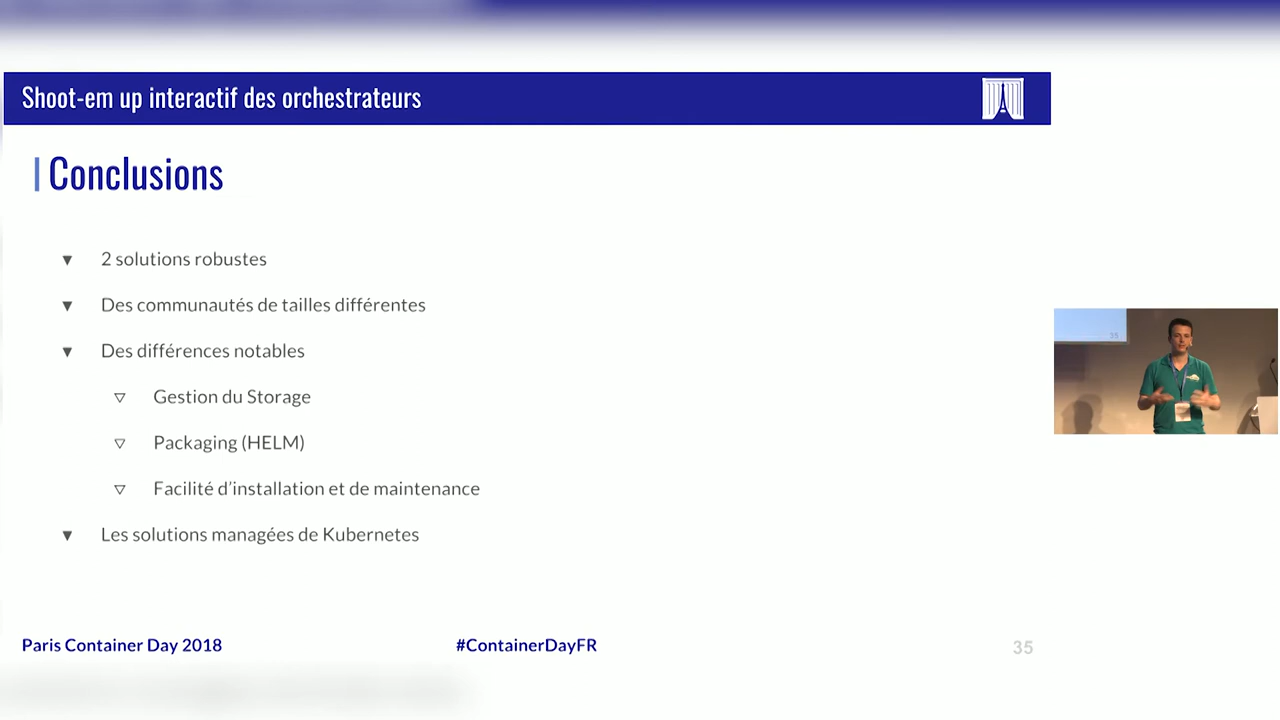 Shoot-em up interactif des orchestrateurs
Conclusions
2 solutions robustes
Des communautés de tailles différentes
Des différences notables
Gestion du Storage
Packaging (HELM)
Facilité d'installation et de maintenance
Les solutions managées de Kubernetes
Paris Container Day 2018
#ContainerDayFR
35
35